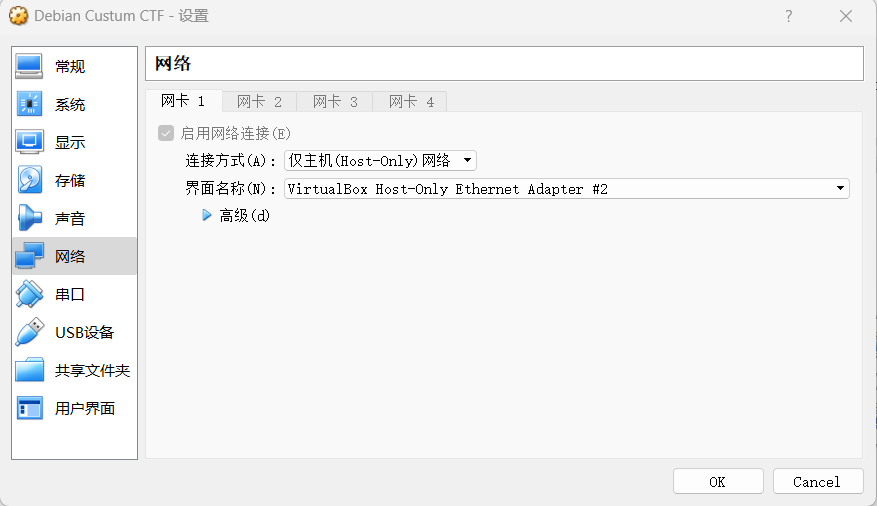 Debian Custum CTF - 设置
?
常规
系统
显示
存储
声音
网络
串口
USB设备
共享文件夹
用户界面
网络
网卡 1 网卡 2 网卡 3 网卡 4
启用网络连接(E)
连接方式(A): 仅主机(Host-Only)网络
界面名称(N): VirtualBox Host-Only Ethernet Adapter #2
高级(d)
OK Cancel